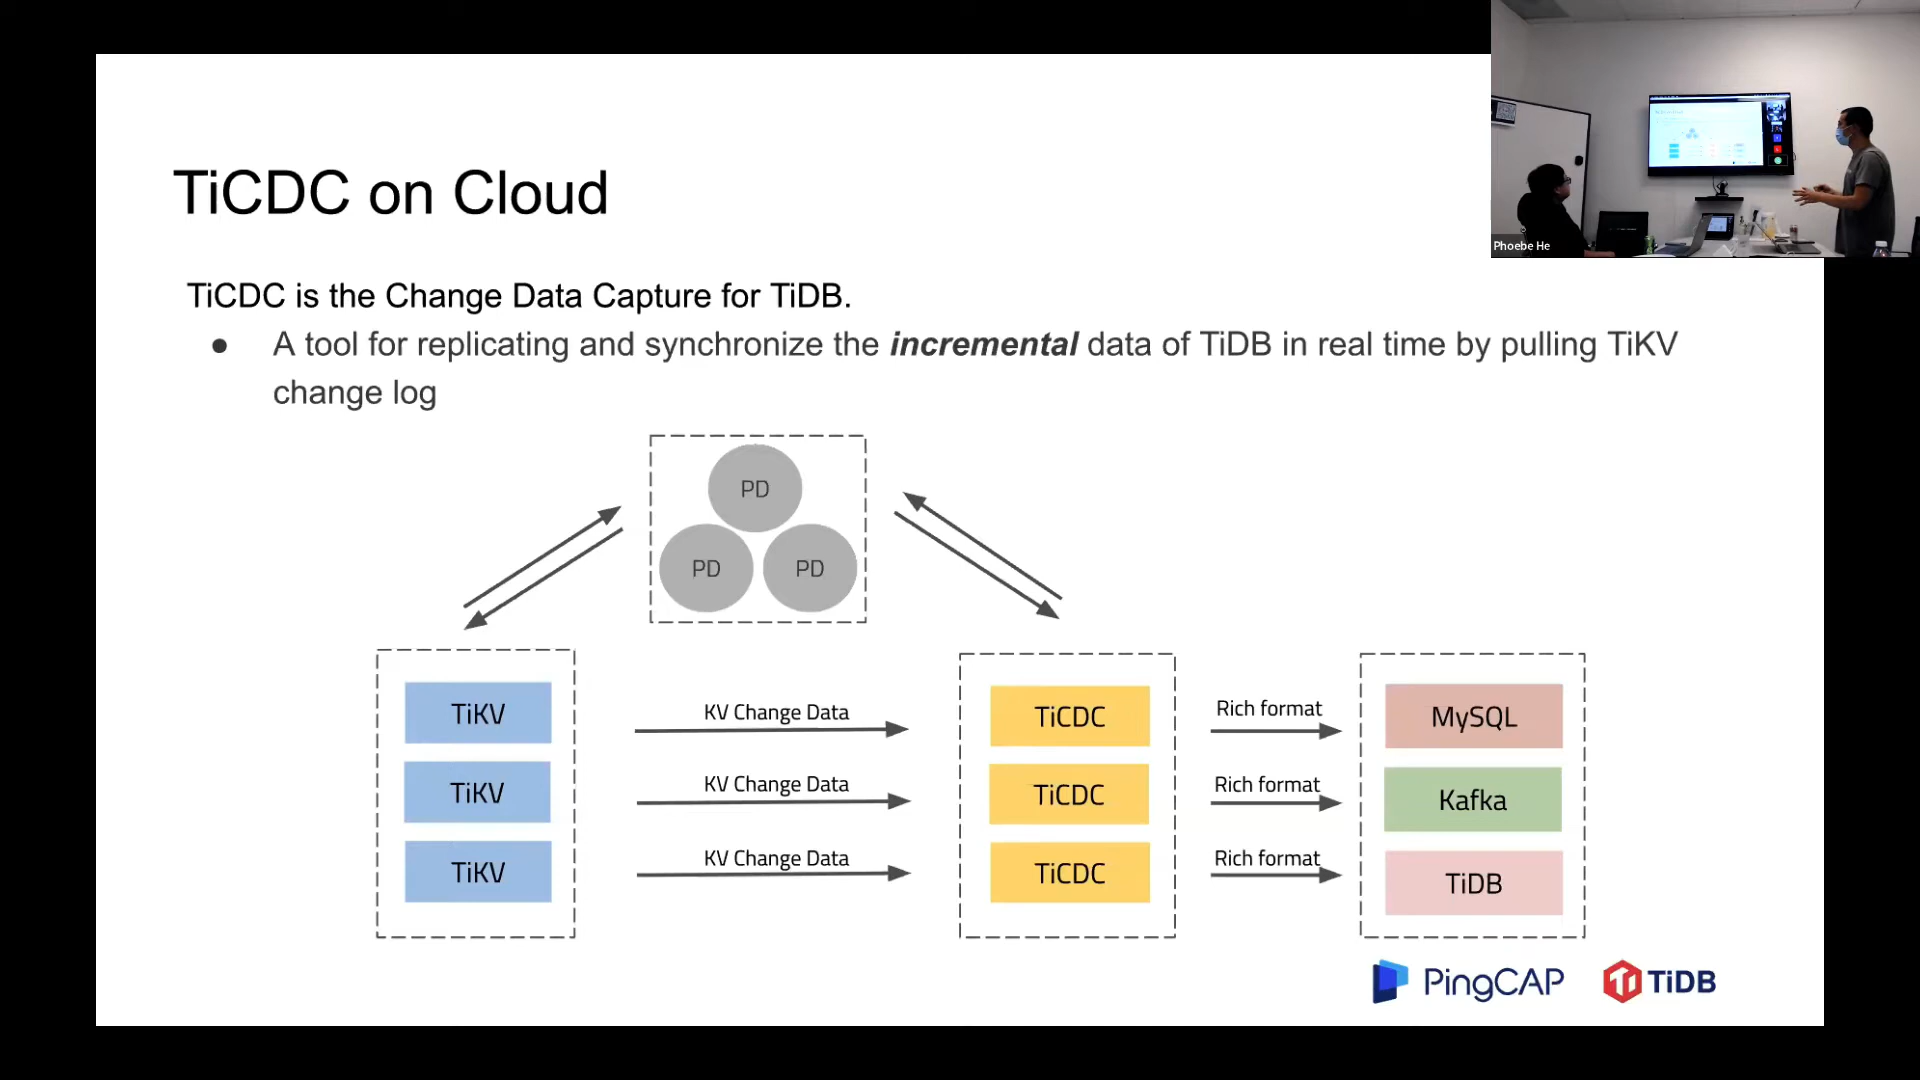 TiCDC on Cloud
Phoebe He
TiCDC is the Change Data Capture for TiDB.
● A tool for replicating and synchronize the incremental data of TiDB in real time by pulling TiKV
change log
PD
PD PD
TiKV KV Change Data TiCDC Rich format MySQL
TiKV KV Change Data TiCDC Rich format Kafka
TiKV KV Change Data TiCDC Rich format TiDB
PingCAP TiDB